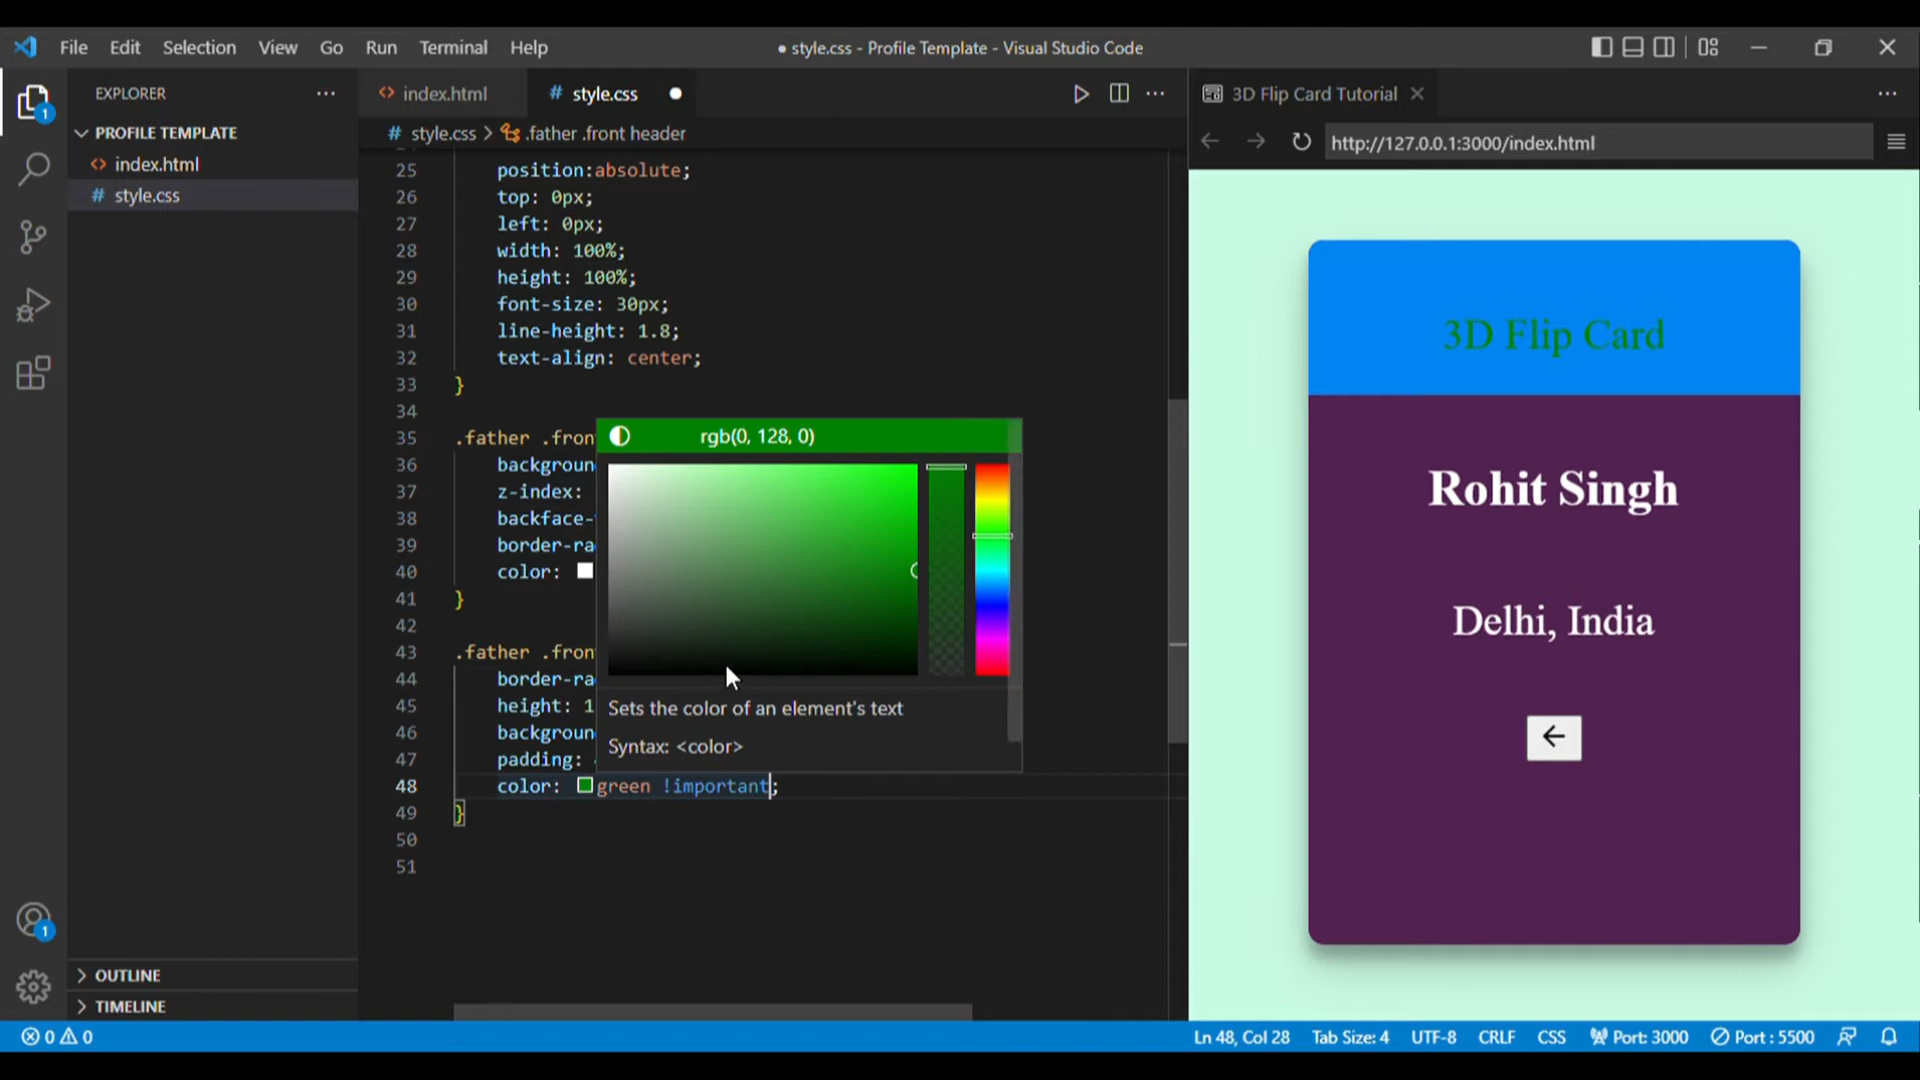 File Edit Selection View Go Run Terminal Help
● style.css - Profile Template - Visual Studio Code
EXPLORER
PROFILE TEMPLATE
<> index.html
# style.css
OUTLINE
TIMELINE
1
1
<> index.html
# style.css
# style.css > .father .front header
25 position:absolute;
26 top: 0px;
27 left: 0px;
28 width: 100%;
29 height: 100%;
30 font-size: 30px;
31 line-height: 1.8;
32 text-align: center;
33 }
34
35 .father .fron
36 backgroun
37 z-index:
38 backface-
39 border-ra
40 color:
41 }
42
43 .father .fron
44 border-ra
45 height: 1
46 backgroun
47 padding:
48 color: green !important;
49 }
50
51
rgb(0, 128, 0)
Sets the color of an element's text
Syntax: <color>
3D Flip Card Tutorial
http://127.0.0.1:3000/index.html
3D Flip Card
Rohit Singh
Delhi, India
0 0
Ln 48, Col 28 Tab Size: 4 UTF-8 CRLF CSS Port: 3000 Port : 5500